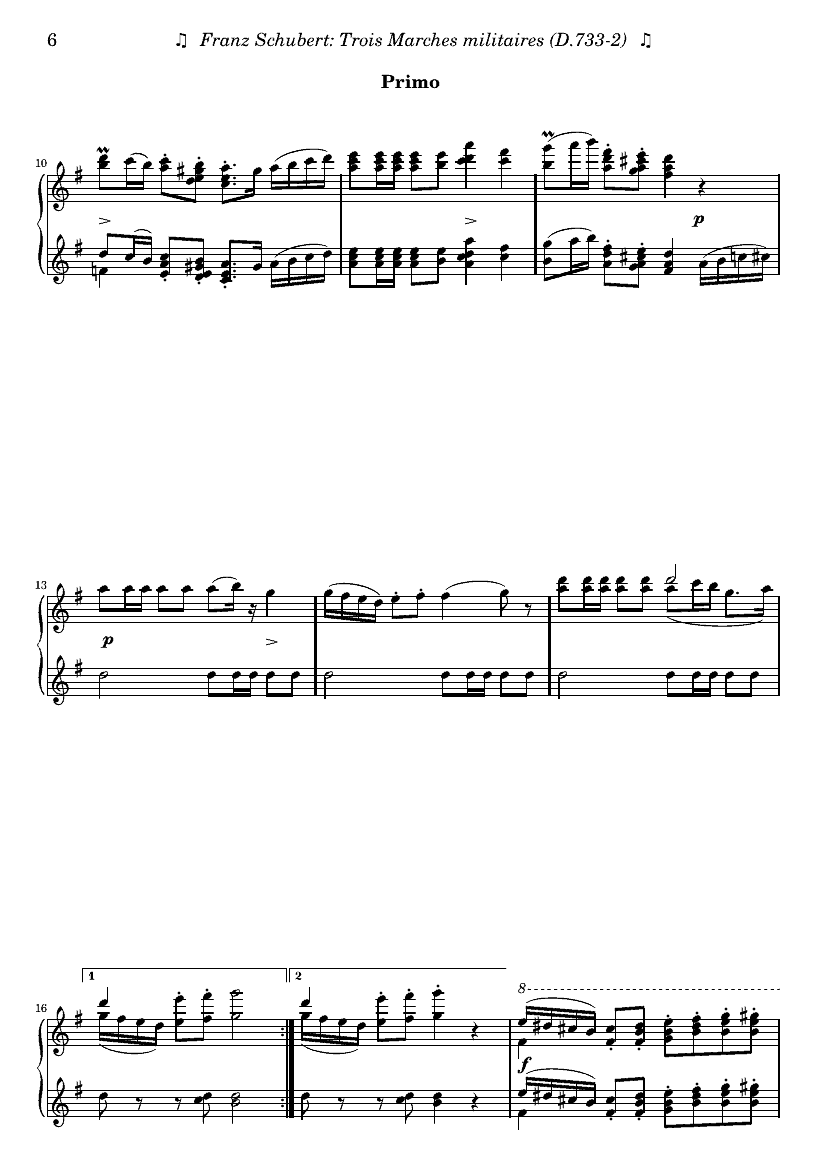 6
♫ Franz Schubert: Trois Marches militaires (D.733-2) ♫
Primo
10
p
13
p
1
2
16
8
f